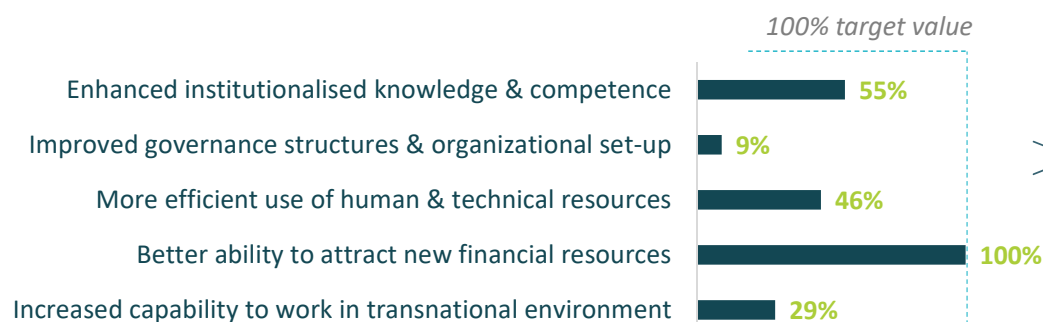 100% target value
Enhanced institutionalised knowledge & competence 55%
Improved governance structures & organizational set-up 9%
More efficient use of human & technical resources 46%
Better ability to attract new financial resources 100%
Increased capability to work in transnational environment 29%